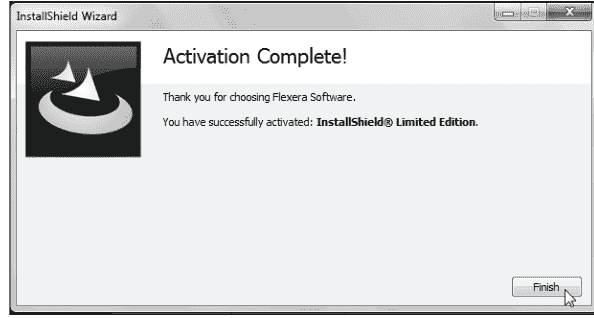 InstallShield Wizard
Activation Complete!
Thank you for choosing Flexera Software.
You have successfully activated: InstallShield® Limited Edition.
Finish